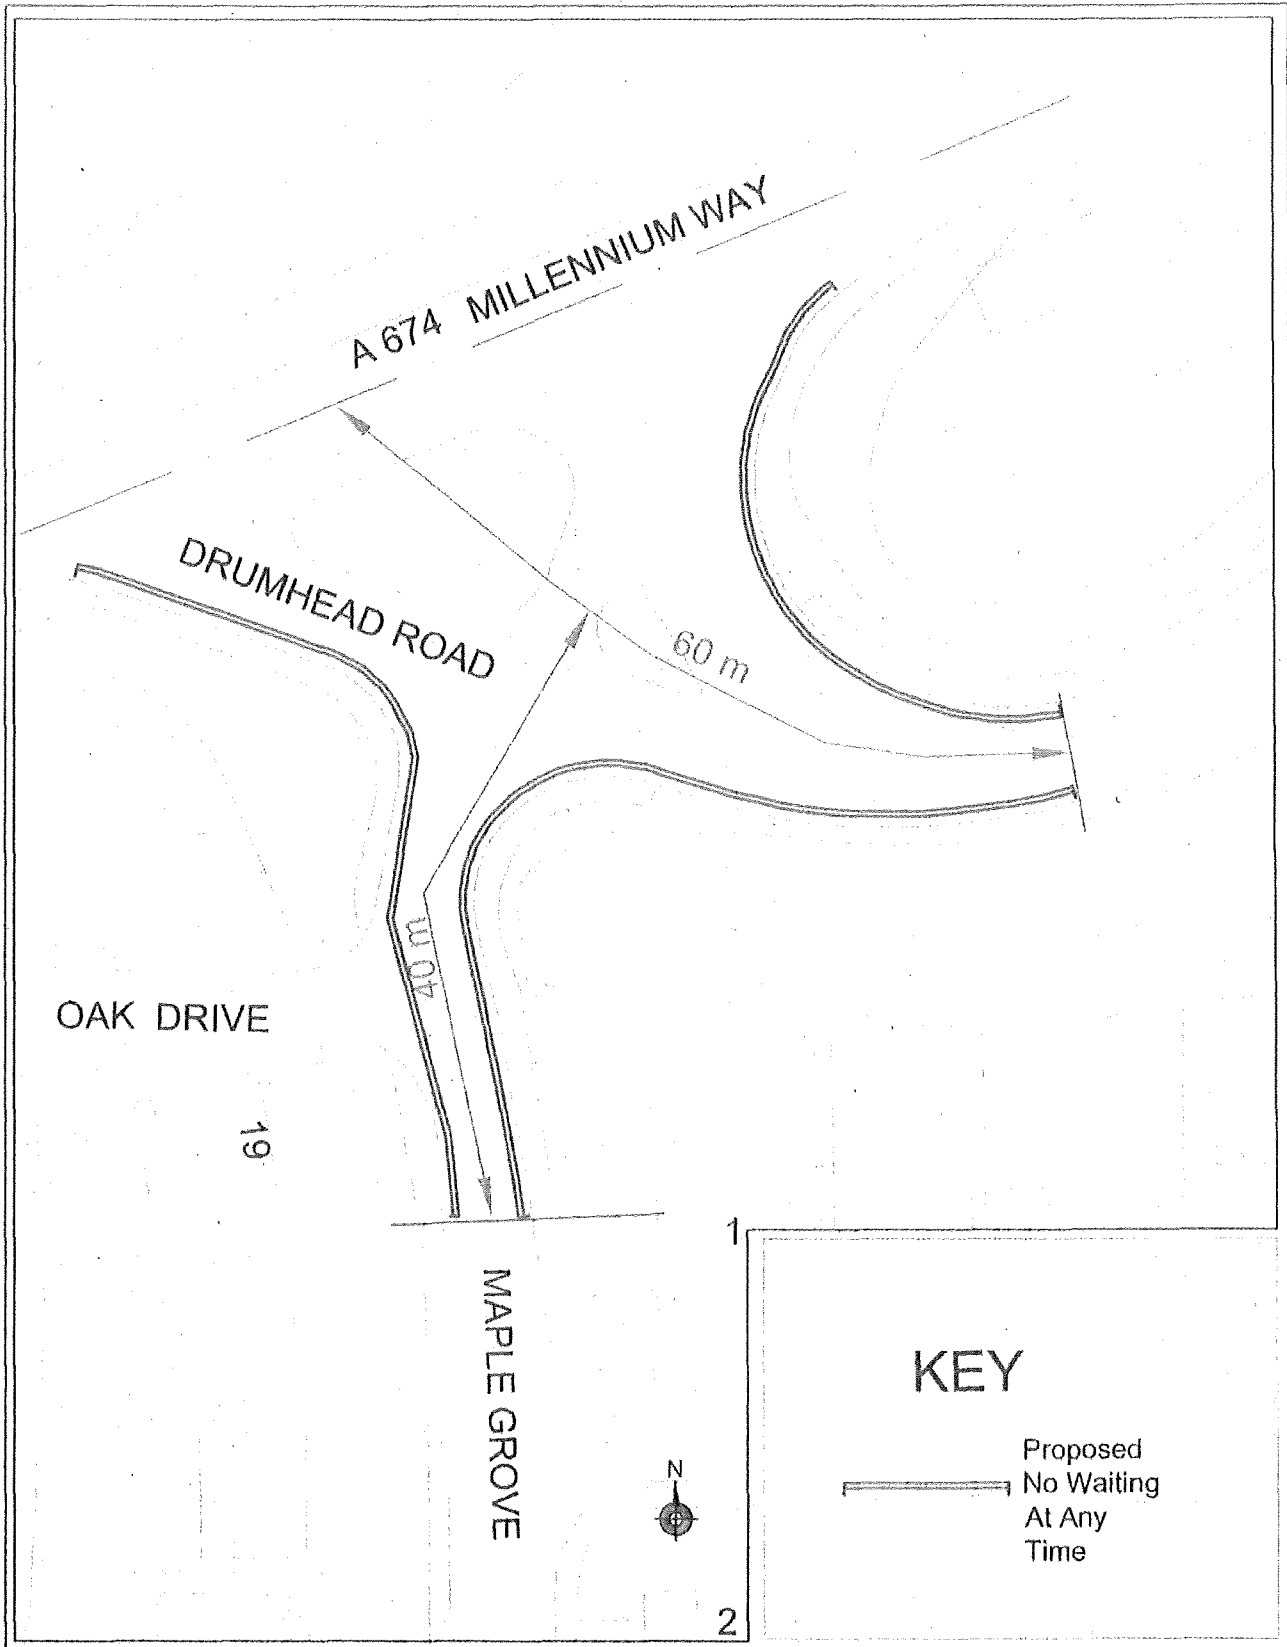 A 674 MILLENNIUM WAY
DRUMHEAD ROAD
60 m
40 m
OAK DRIVE
19
1
MAPLE GROVE
N
2
KEY
Proposed
No Waiting
At Any
Time